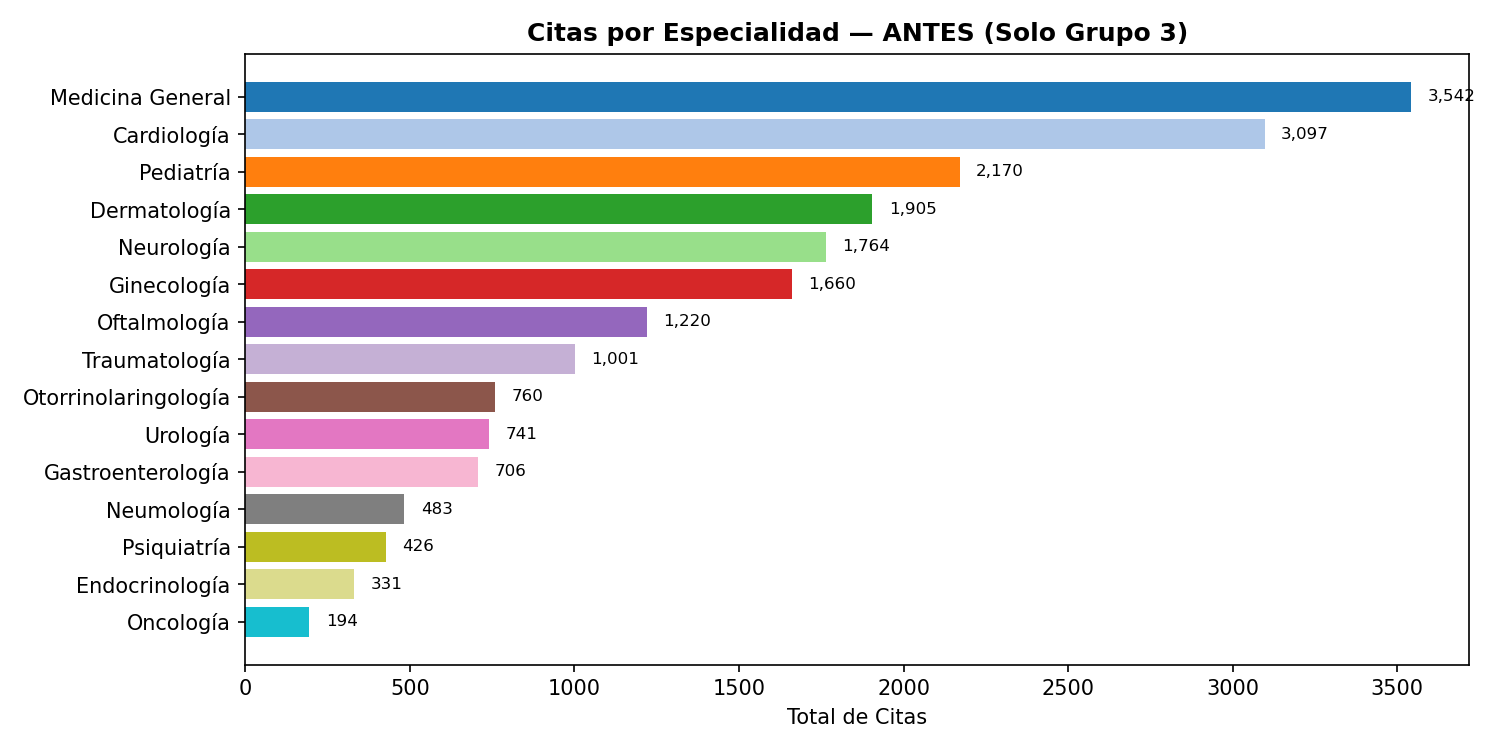 Citas por Especialidad — ANTES (Solo Grupo 3)
Medicina General 3,542
Cardiología 3,097
Pediatría 2,170
Dermatología 1,905
Neurología 1,764
Ginecología 1,660
Oftalmología 1,220
Traumatología 1,001
Otorrinolaringología 760
Urología 741
Gastroenterología 706
Neumología 483
Psiquiatría 426
Endocrinología 331
Oncología 194
0 500 1000 1500 2000 2500 3000 3500
Total de Citas